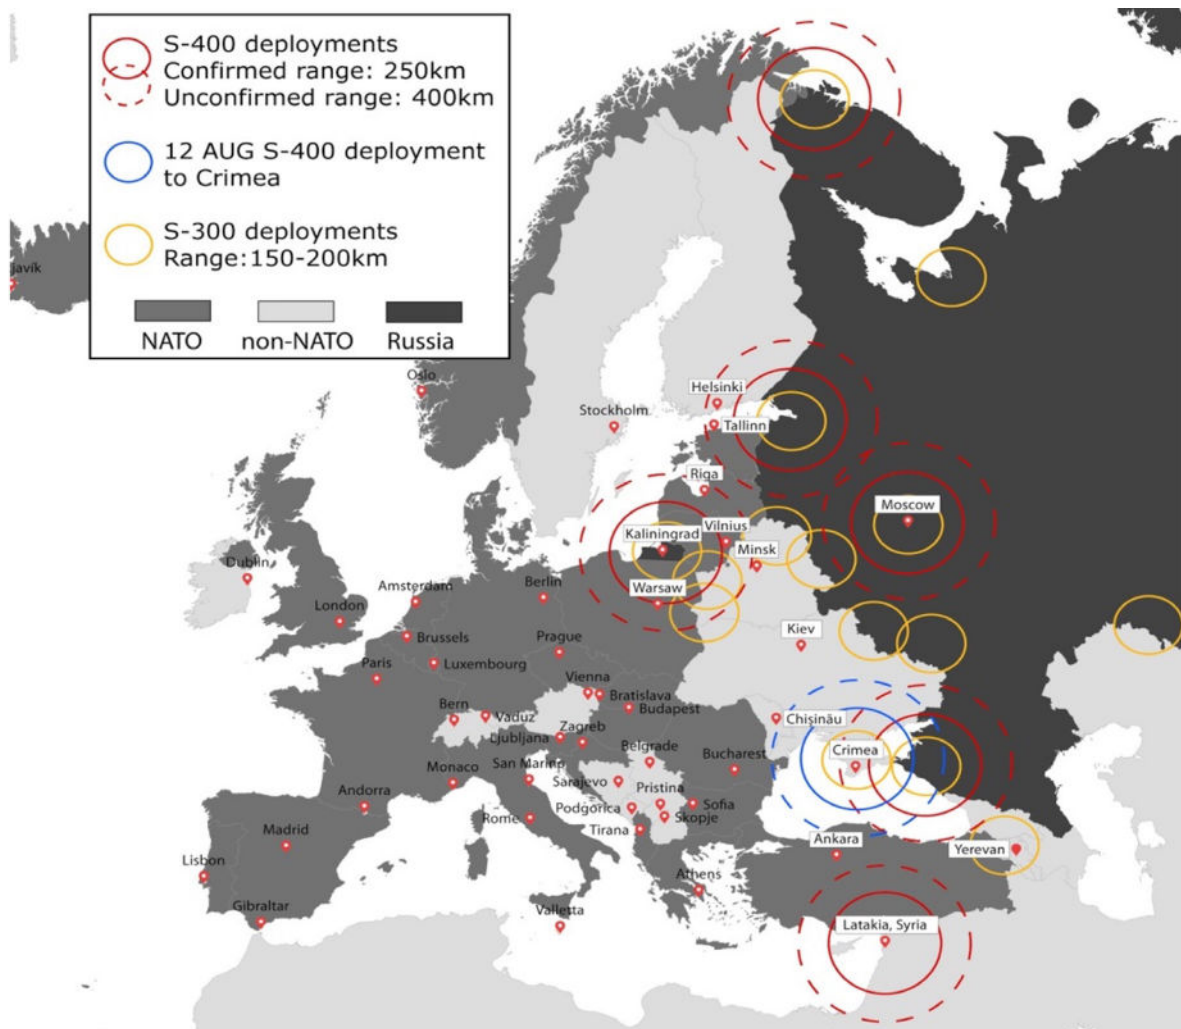 S-400 deployments
Confirmed range: 250km
Unconfirmed range: 400km
12 AUG S-400 deployment
to Crimea
S-300 deployments
Range:150-200km
NATO
non-NATO
Russia
javík
Oslo
Stockholm
Helsinki
Tallinn
Riga
Moscow
Kaliningrad
Vilnius
Minsk
Dublin
Amsterdam
Berlin
Warsaw
London
Brussels
Prague
Kiev
Paris
Luxembourg
Vienna
Bratislava
Budapest
Bern
Vaduz
Chișinău
Ljubljana
Zagreb
Belgrade
Bucharest
Crimea
San Marino
Monaco
Sarajevo
Pristina
Andorra
Podgorica
Sofia
Skopje
Rome
Tirana
Madrid
Ankara
Yerevan
Lisbon
Athens
Gibraltar
Valletta
Latakia, Syria